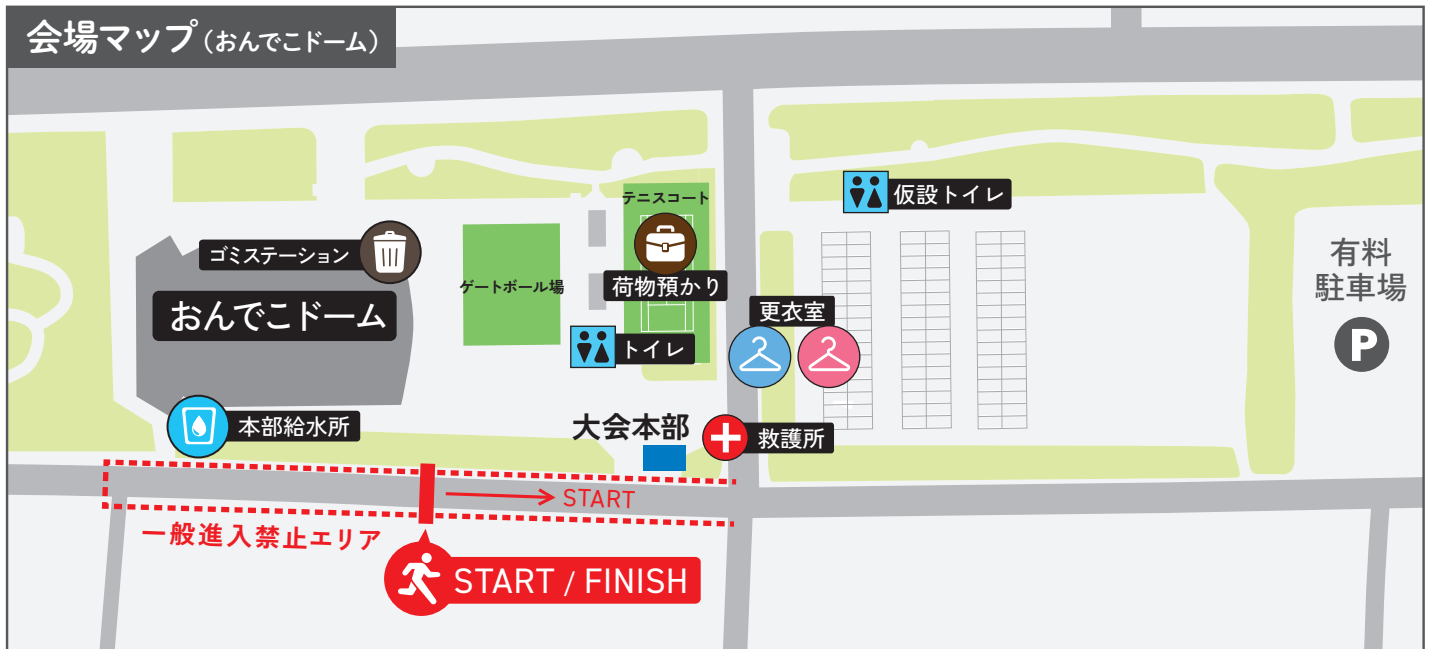 会場マップ（おんでこドーム）
テニスコート
仮設トイレ
ゴミステーション
有料
駐車場
P
ゲートボール場
荷物預かり
おんでこドーム
更衣室
トイレ
本部給水所
大会本部
救護所
START
一般進入禁止エリア
START / FINISH